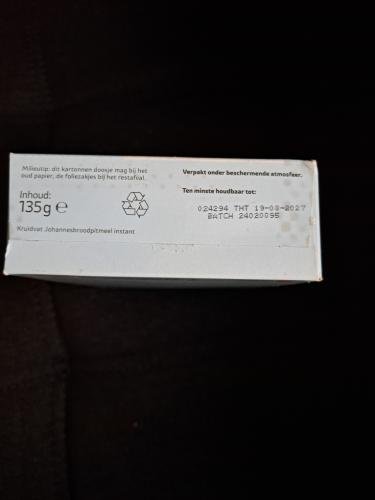 Milieutip: dit kartonnen doosje mag bij het
oud papier, de foliezakjes bij het restafval.
Inhoud:
135g ℮
Kruidvat Johannesbroodpitmeel instant
Verpakt onder beschermende atmosfeer.
Ten minste houdbaar tot:
024294 THT 19-08-2027
BATCH 24020095